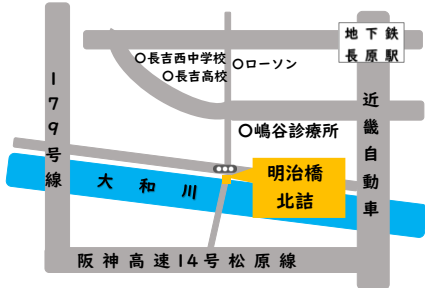 地下鉄
長原駅
○長吉西中学校
○長吉高校
○ローソン
179号線
近畿自動車
○嶋谷診療所
明治橋
北詰
大和川
阪神高速14号松原線